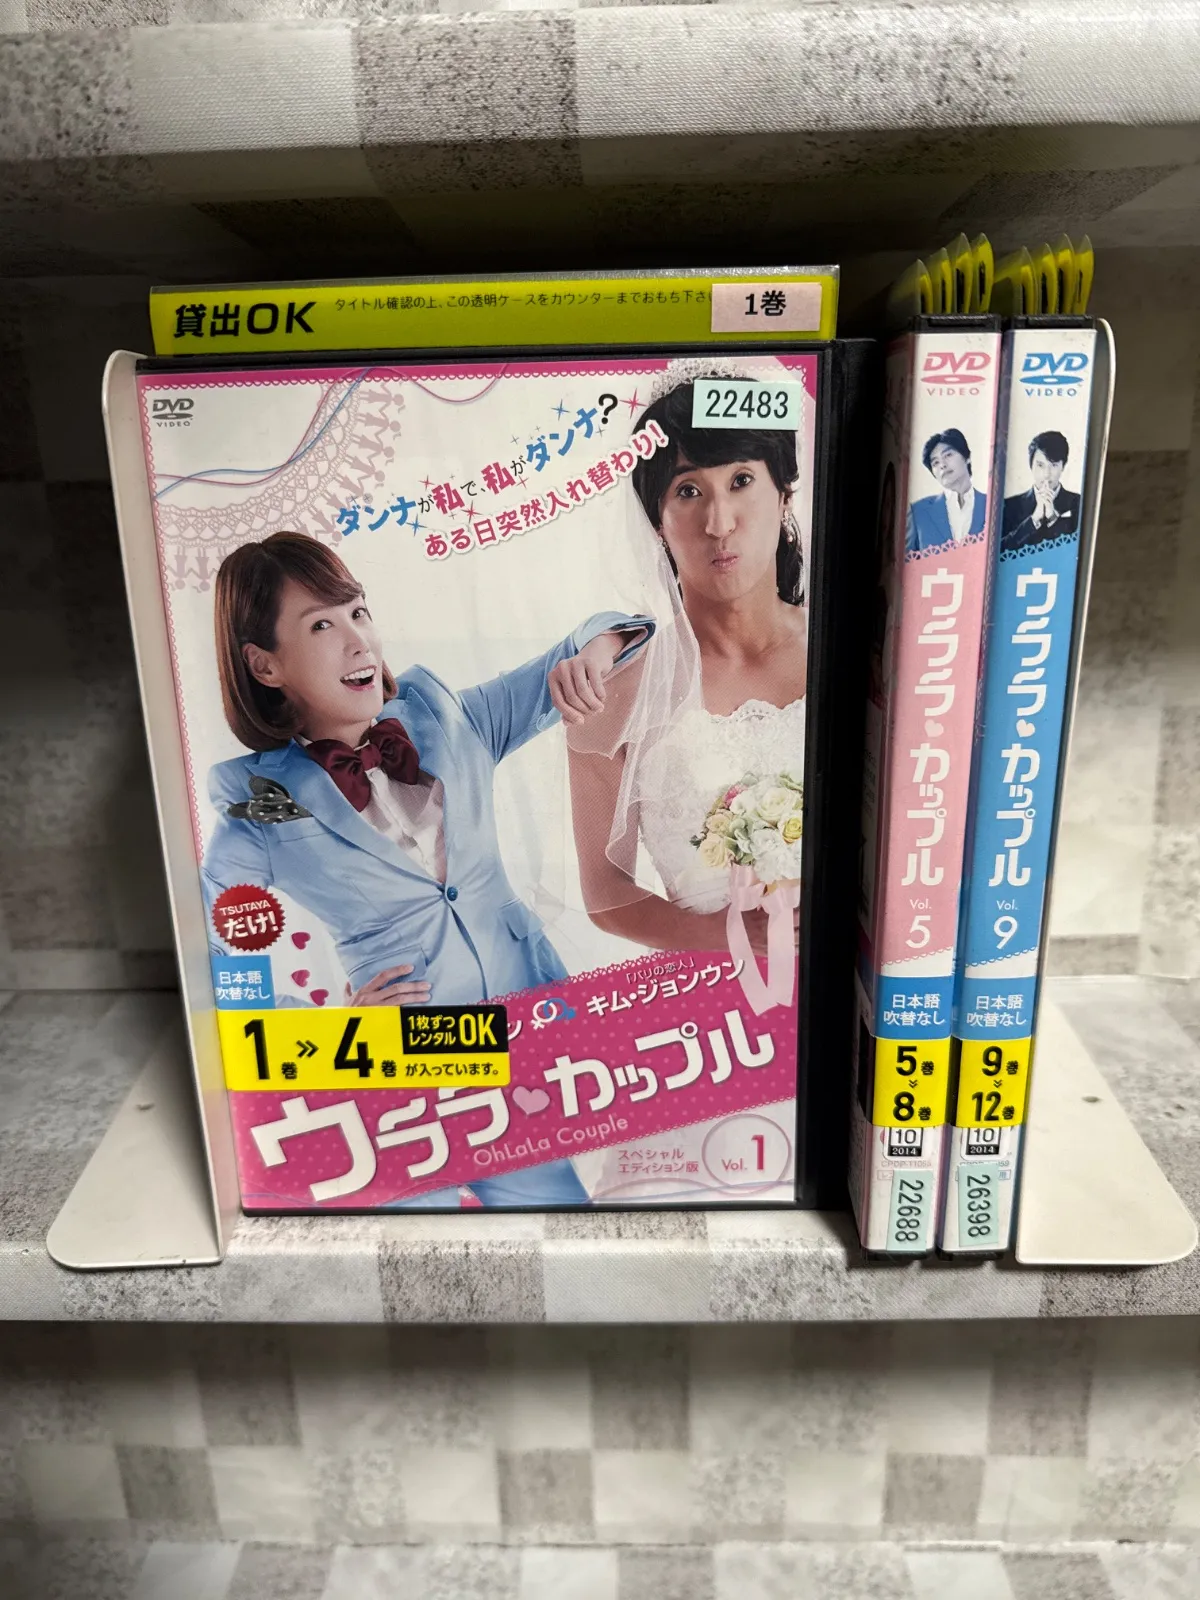 貸出OK
タイトル確認の上、この透明ケースをカウンターまでおもち下さ
1巻
DVD
VIDEO
22483
ダンナが私で、私がダンナ?
ある日突然入れ替わり!
TSUTAYA
だけ!
日本語
吹替なし
1巻 » 4巻 が入っています。
1枚ずつ
レンタルOK
ン
「パリの恋人」
キム・ジョンウン
ウララ・カップル
OhLaLa Couple
スペシャル
エディション版
Vol. 1
DVD
VIDEO
ウララ・カップル
Vol.
5
日本語
吹替なし
5巻
»
8巻
10
2014
22688
DVD
VIDEO
ウララ・カップル
Vol.
9
日本語
吹替なし
9巻
»
12巻
10
2014
26398